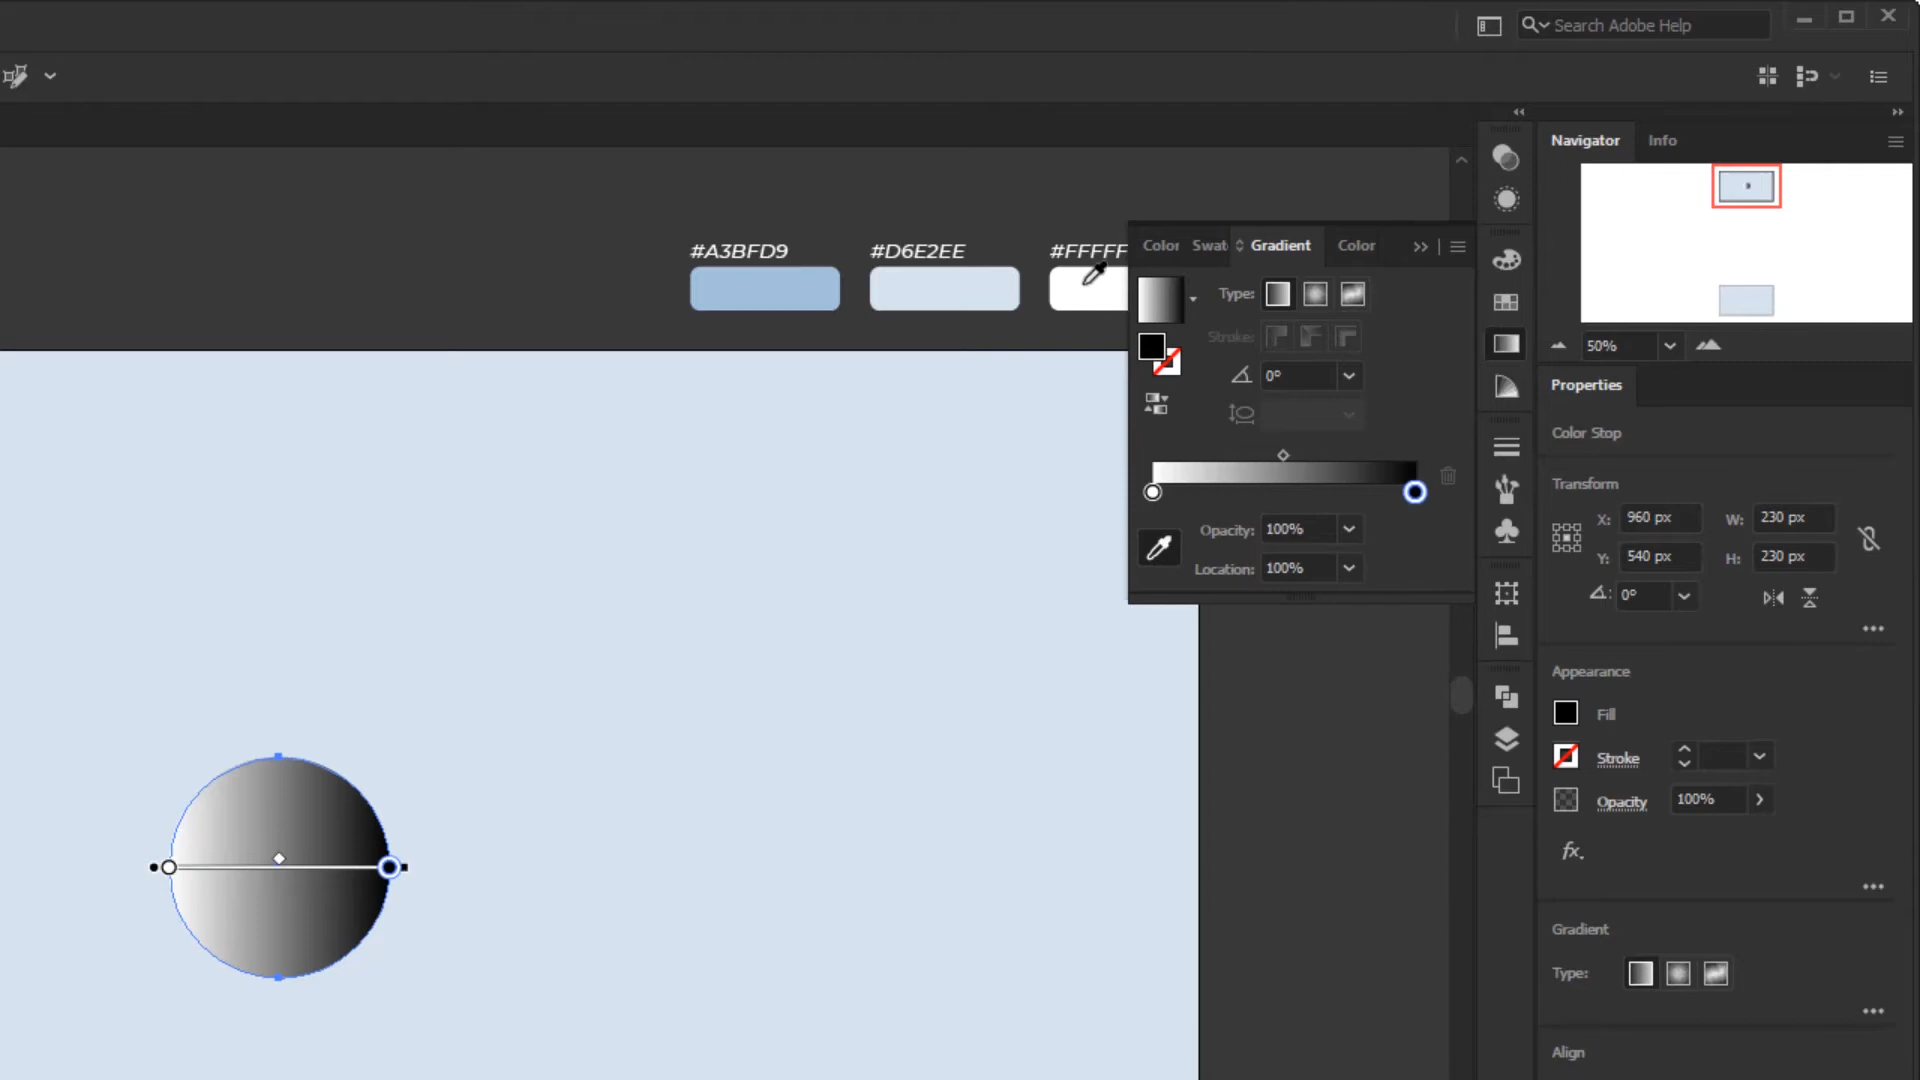 Search Adobe Help
Navigator Info
#A3BFD9 #D6E2EE #FFFFF
Color Swat Gradient Color
Type:
Stroke:
0°
Opacity: 100%
Location: 100%
50%
Properties
Color Stop
Transform
X: 960 px W: 230 px
Y: 540 px H: 230 px
0°
Appearance
Fill
Stroke
Opacity 100%
fx.
Gradient
Type:
Align